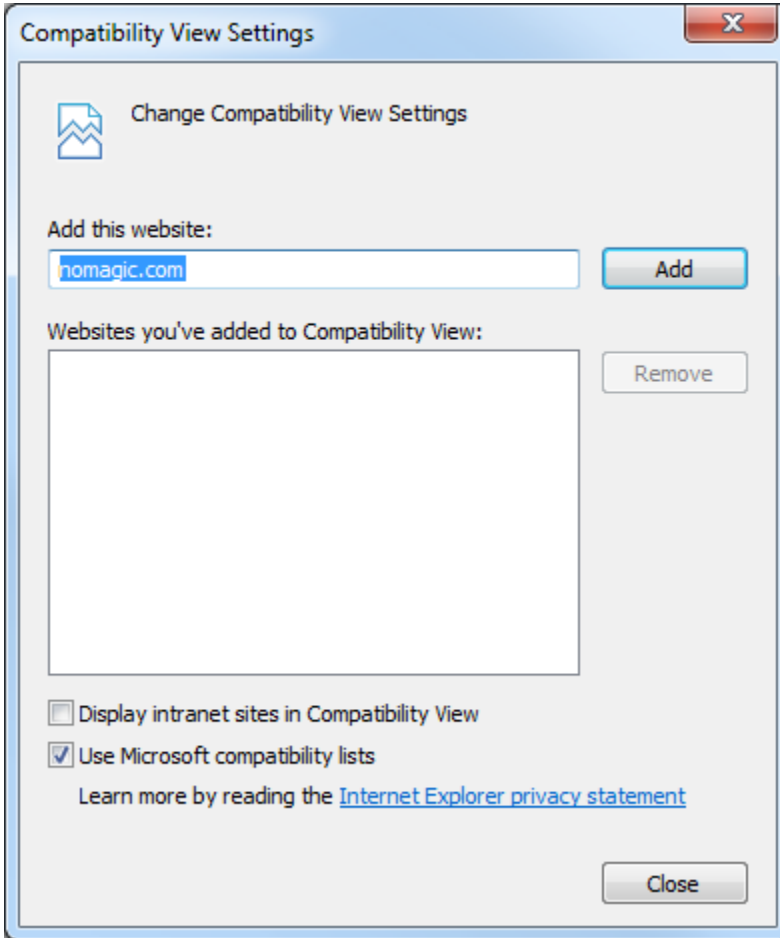 Compatibility View Settings
Change Compatibility View Settings
Add this website:
nomagic.com
Add
Websites you've added to Compatibility View:
Remove
Display intranet sites in Compatibility View
Use Microsoft compatibility lists
Learn more by reading the Internet Explorer privacy statement
Close